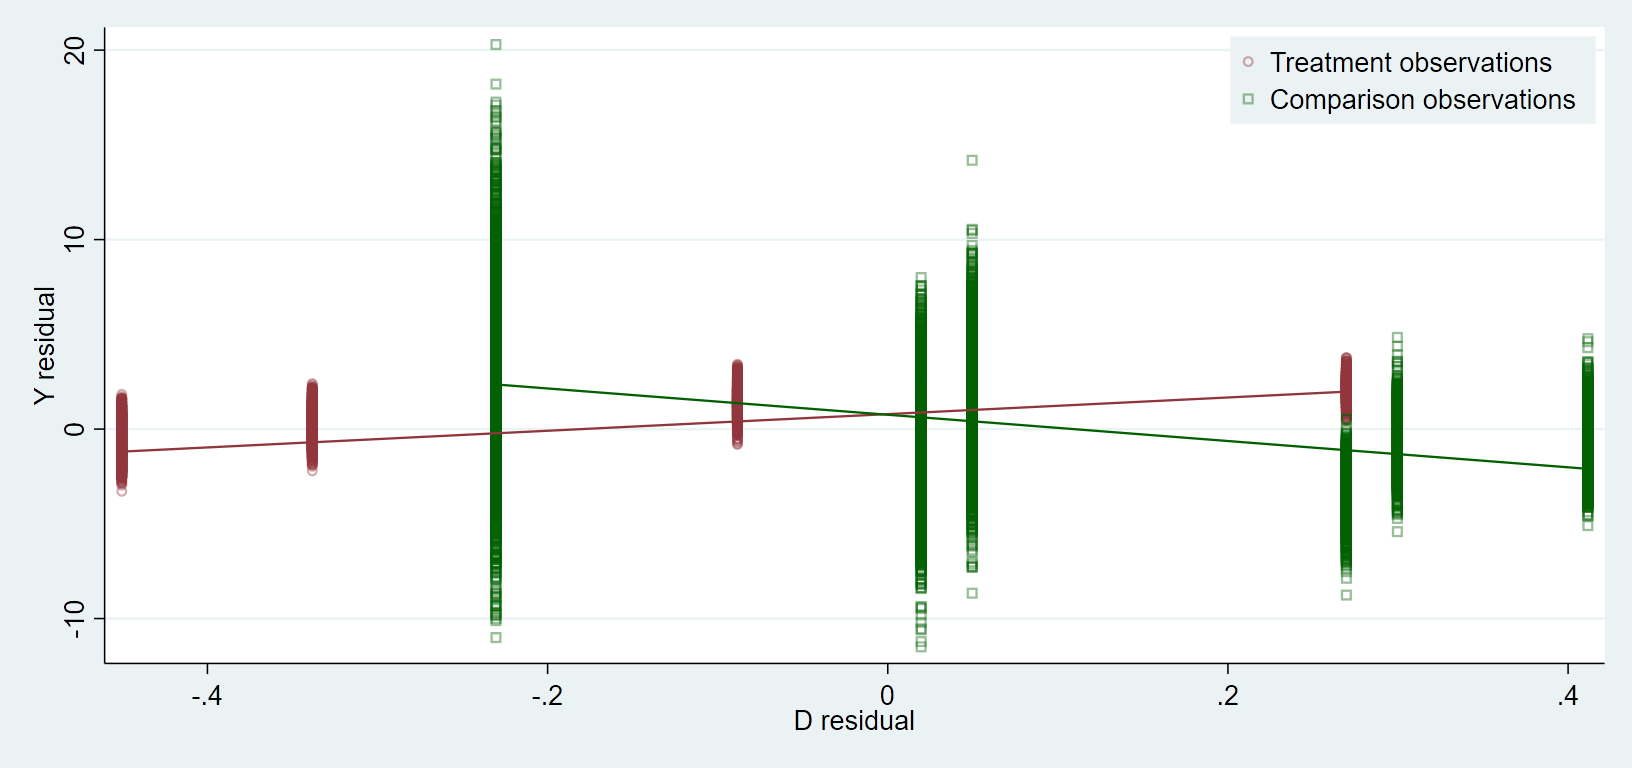 Treatment observations
Comparison observations
Y residual
20
10
0
-10
-.4
-.2
0
.2
.4
D residual